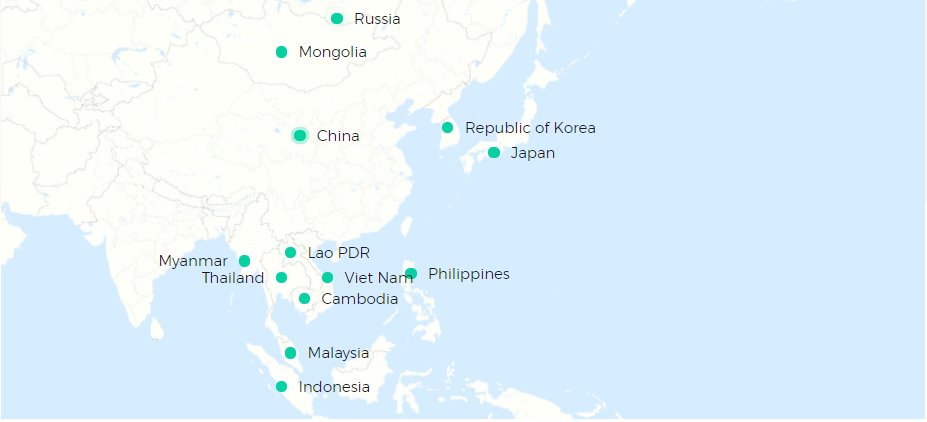 Russia
Mongolia
China
Republic of Korea
Japan
Lao PDR
Myanmar
Thailand
Viet Nam
Philippines
Cambodia
Malaysia
Indonesia